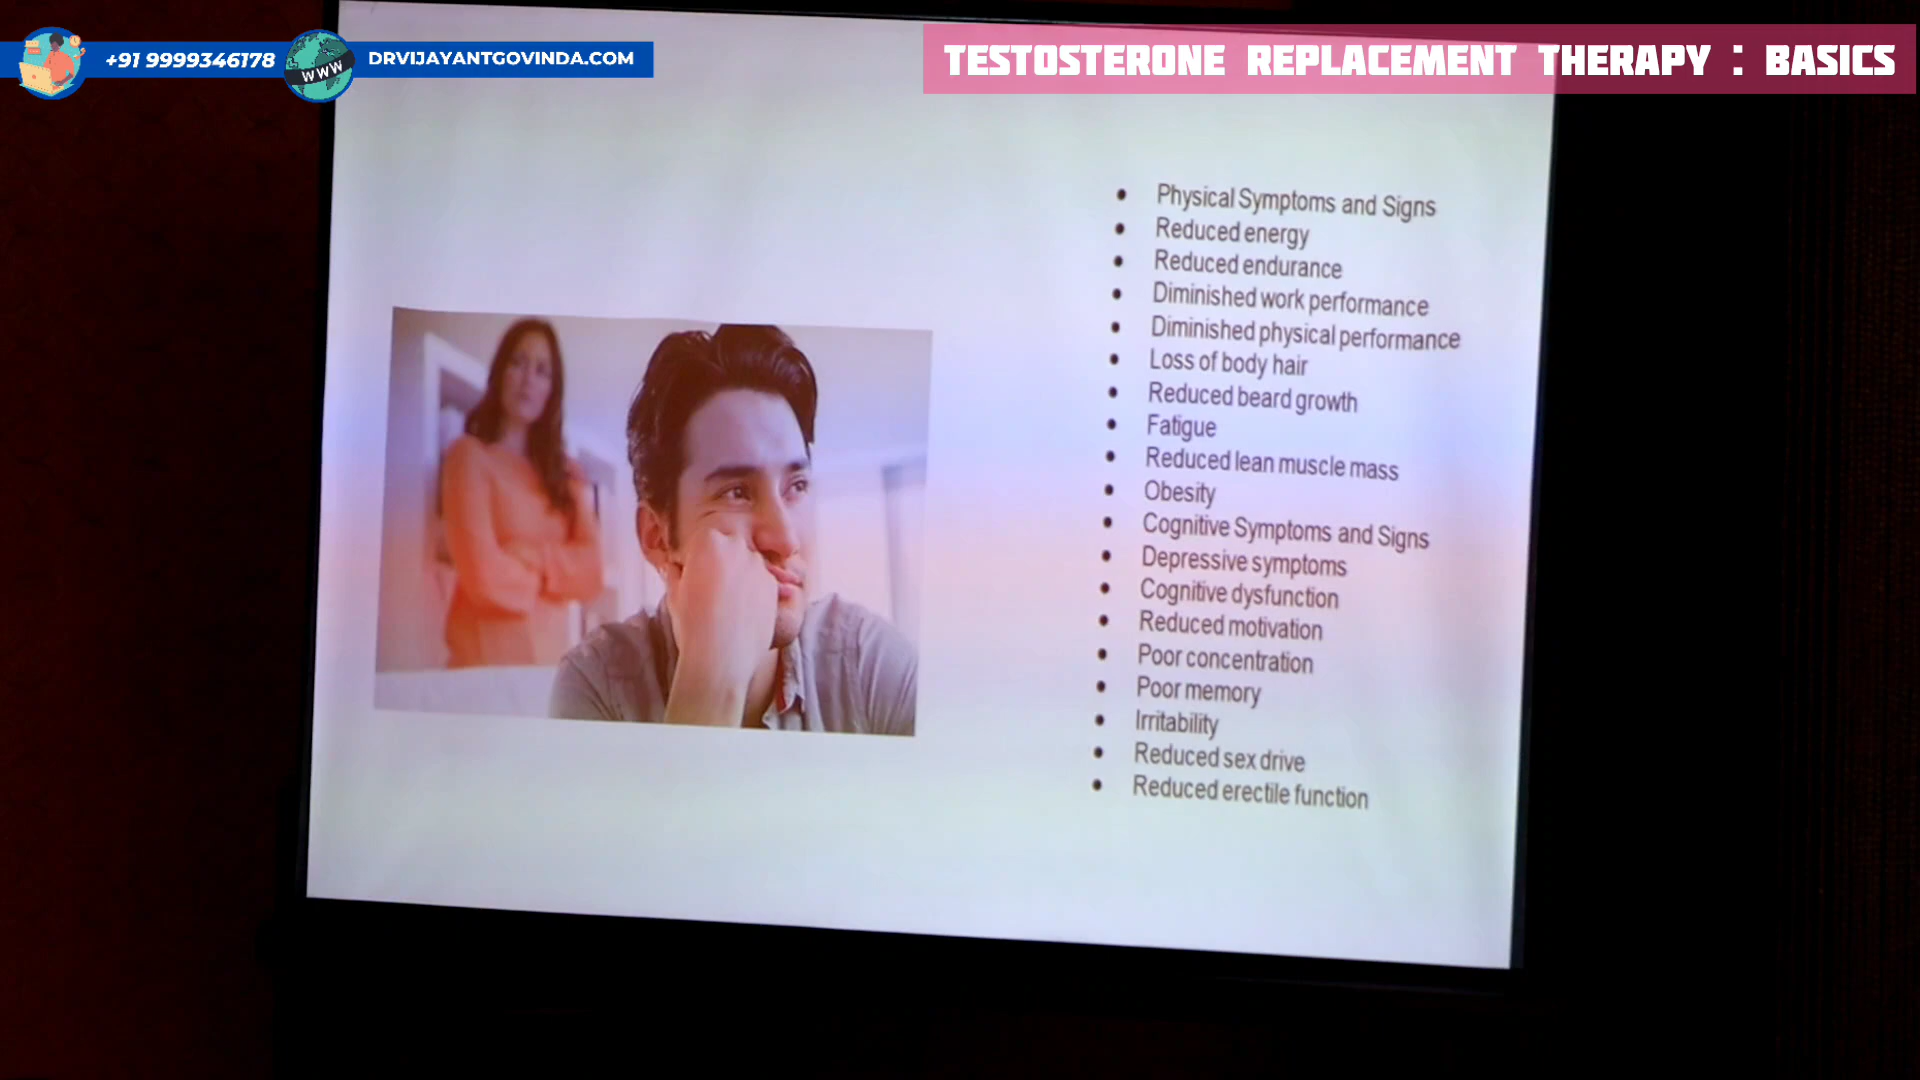 +91 9999346178
WWW
DRVIJAYANTGOVINDA.COM
TESTOSTERONE REPLACEMENT THERAPY : BASICS
• Physical Symptoms and Signs
• Reduced energy
• Reduced endurance
• Diminished work performance
• Diminished physical performance
• Loss of body hair
• Reduced beard growth
• Fatigue
• Reduced lean muscle mass
• Obesity
• Cognitive Symptoms and Signs
• Depressive symptoms
• Cognitive dysfunction
• Reduced motivation
• Poor concentration
• Poor memory
• Irritability
• Reduced sex drive
• Reduced erectile function